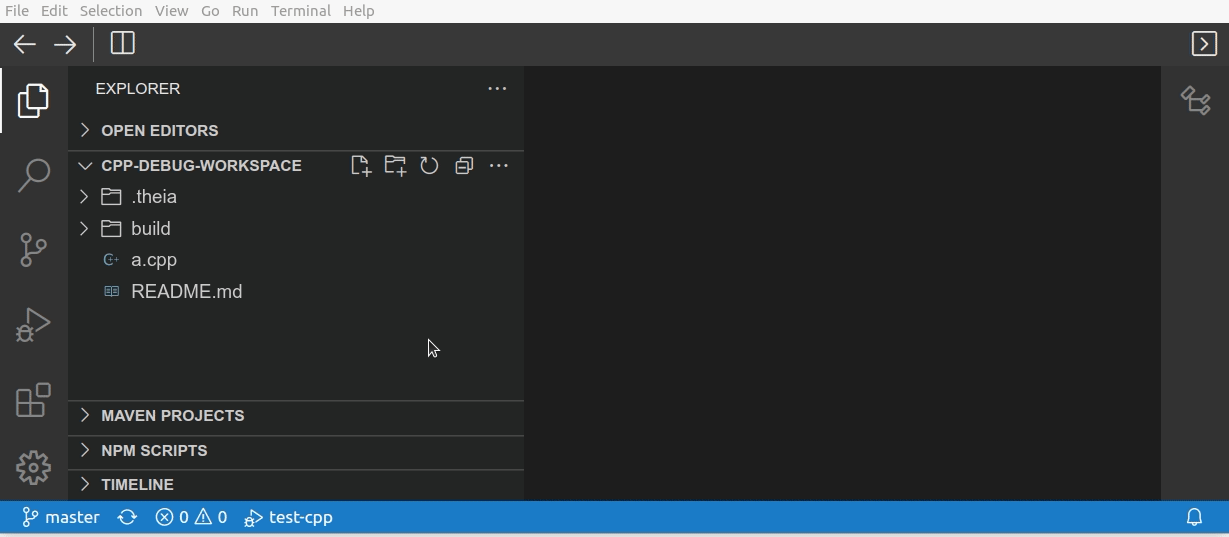 File Edit Selection View Go Run Terminal Help
EXPLORER
OPEN EDITORS
CPP-DEBUG-WORKSPACE
.theia
build
a.cpp
README.md
MAVEN PROJECTS
NPM SCRIPTS
TIMELINE
master 0 0 test-cpp